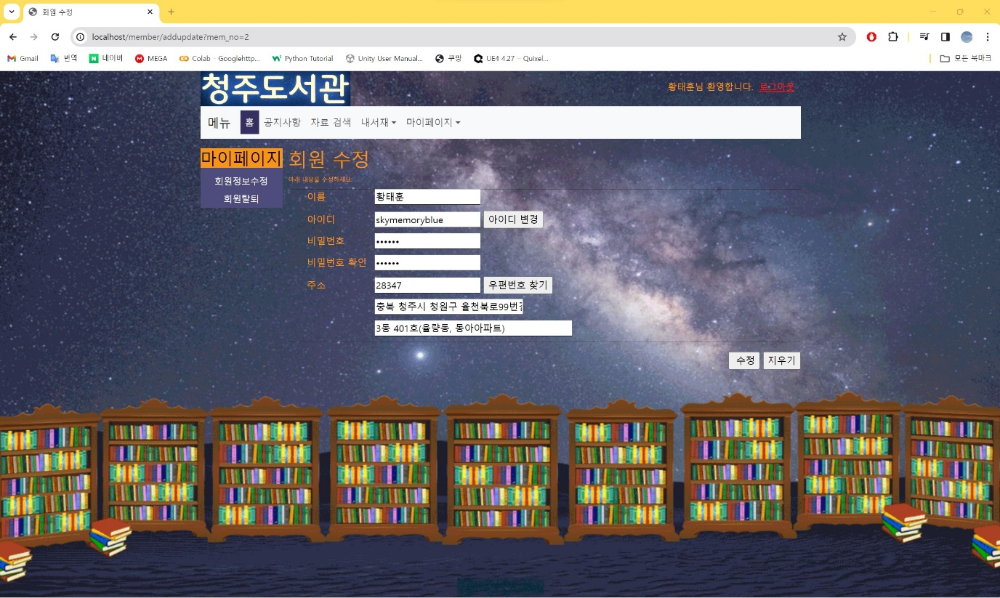 회원 수정
localhost/member/addupdate?mem_no=2
Gmail 번역 네이버 MEGA Colab - Googlehttp... Python Tutorial Unity User Manual... 쿠팡 UE4 4.27 – Quixel... 모든 북마크
청주도서관
황태훈님 환영합니다. 로그아웃
메뉴 홈 공지사항 자료 검색 내서재 마이페이지
마이페이지
회원정보수정
회원탈퇴
회원 수정
아래 내용을 수정하세요.
이름 황태훈
아이디 skymemoryblue 아이디 변경
비밀번호 ••••••
비밀번호 확인 ••••••
주소 28347 우편번호 찾기
충북 청주시 청원구 율천북로99번길
3동 401호(율량동, 동아아파트)
수정 지우기